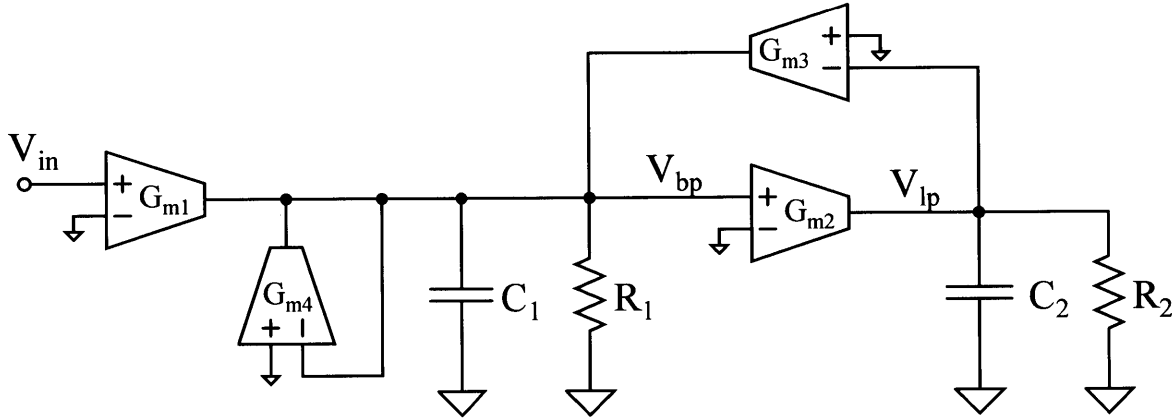 V_in
+
−
G_m1
G_m4
+
−
C_1
R_1
G_m3
+
−
V_bp
+
−
G_m2
V_lp
C_2
R_2